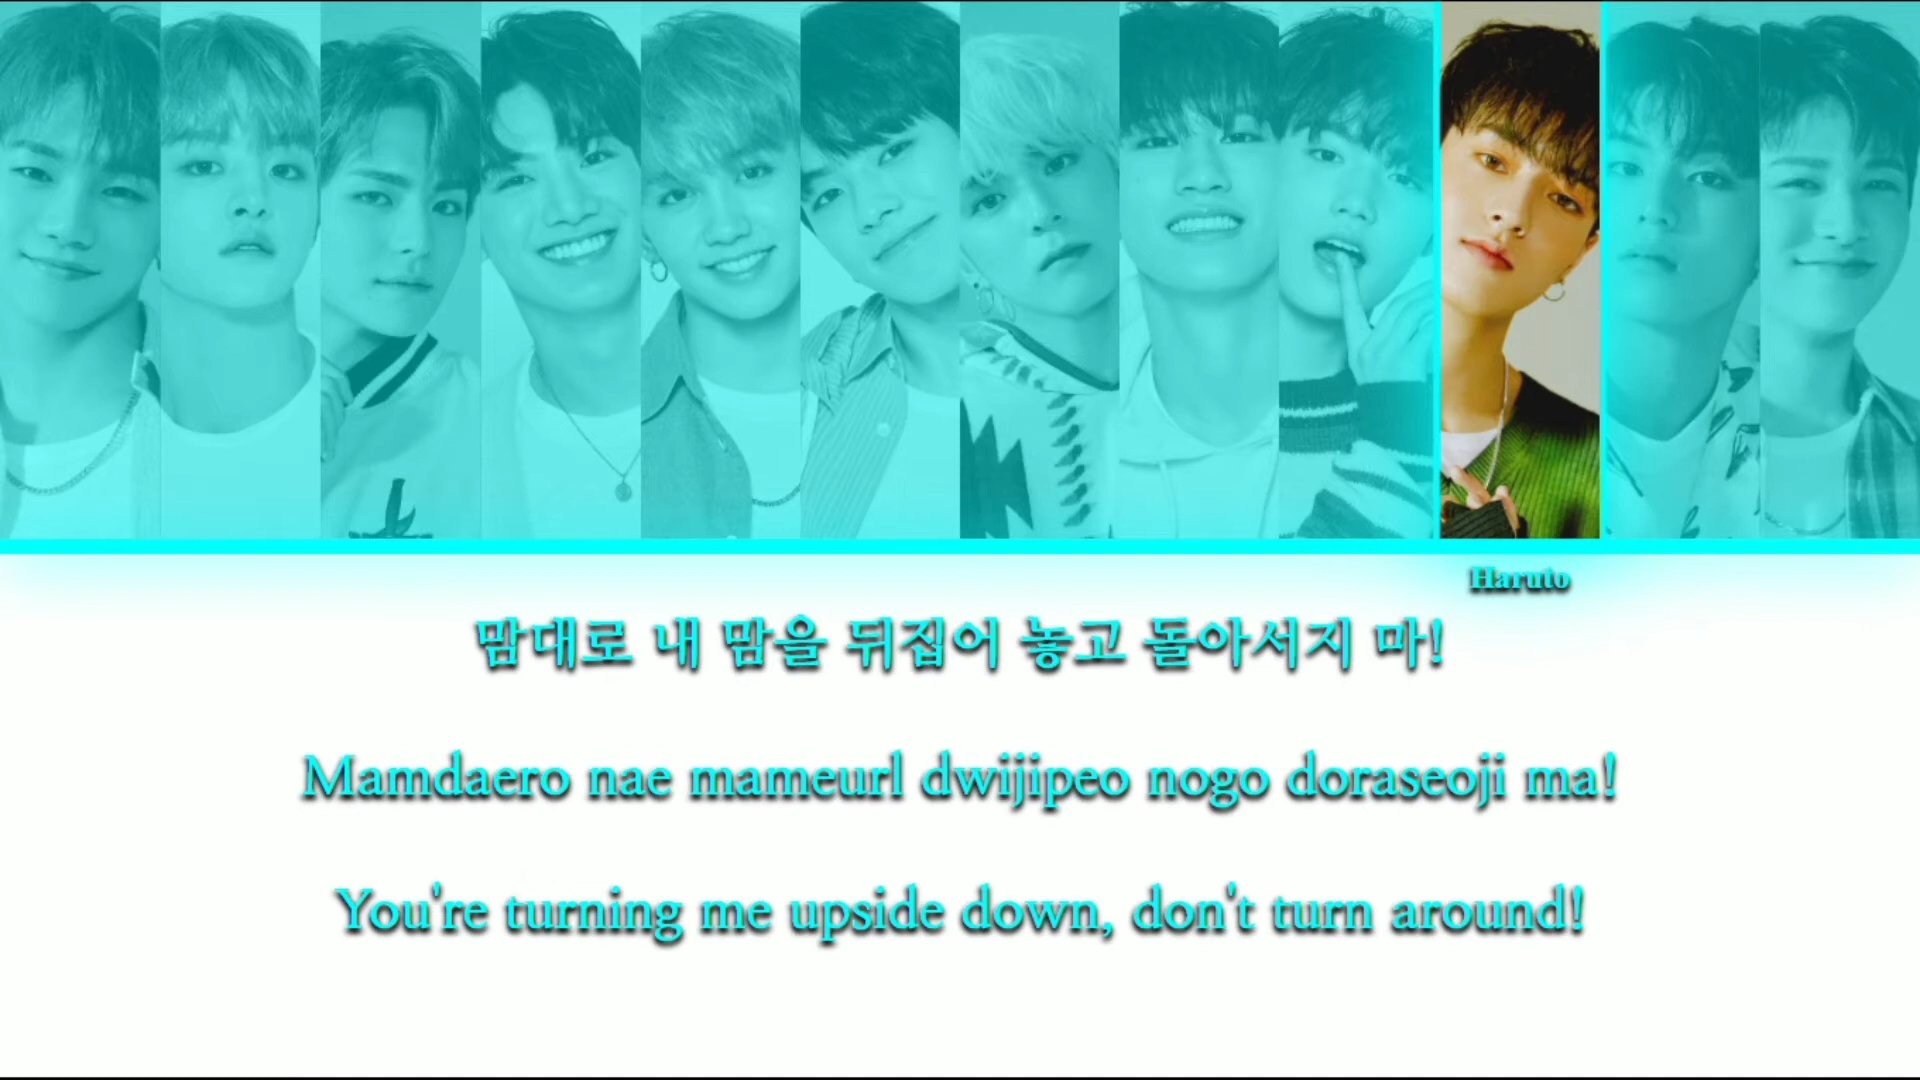 Haruto
맘대로 내 맘을 뒤집어 놓고 돌아서지 마!
Mamdaero nae mameurl dwijipeo nogo doraseoji ma!
You're turning me upside down, don't turn around!